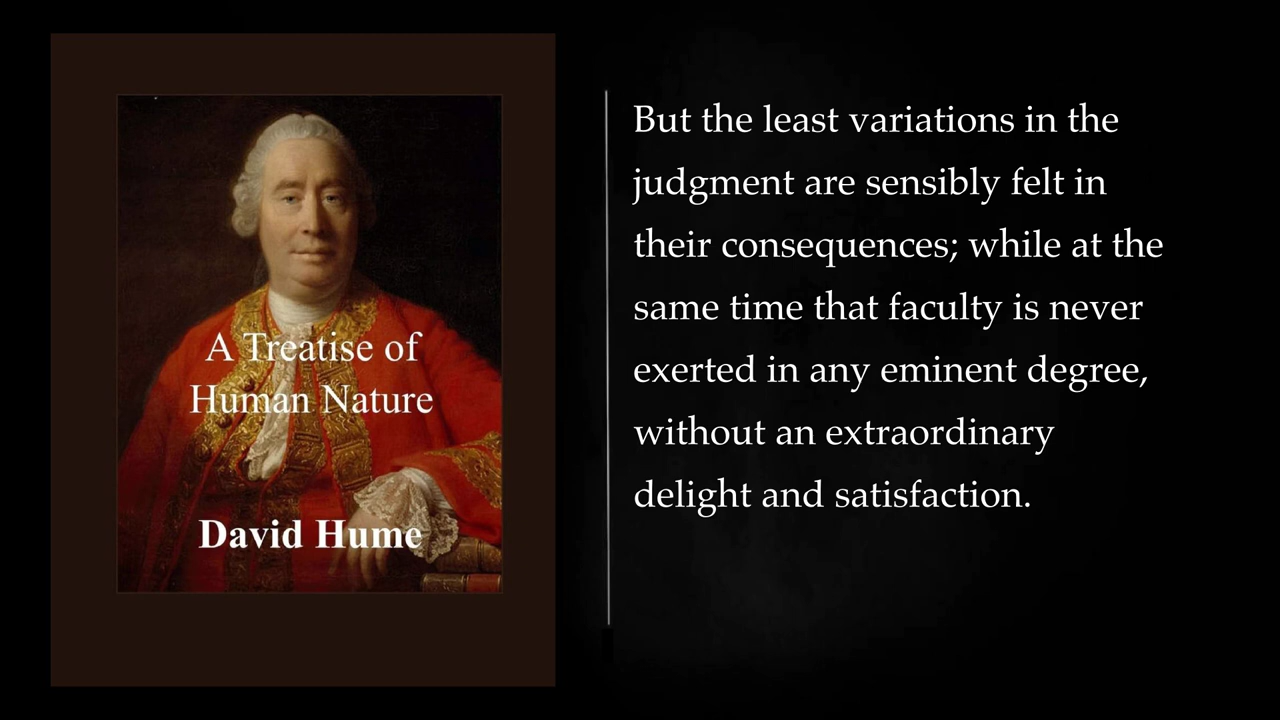 A Treatise of
Human Nature
David Hume
But the least variations in the
judgment are sensibly felt in
their consequences; while at the
same time that faculty is never
exerted in any eminent degree,
without an extraordinary
delight and satisfaction.